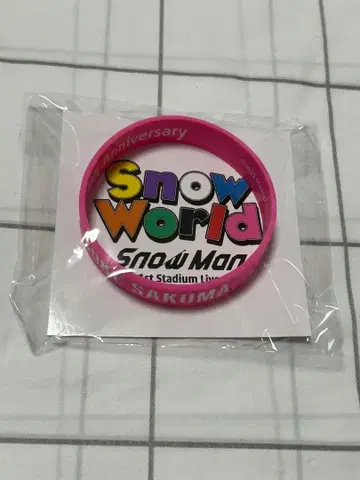 Anniversary
Snow
World
Snow Man
1st Stadium Live
SAKUMA